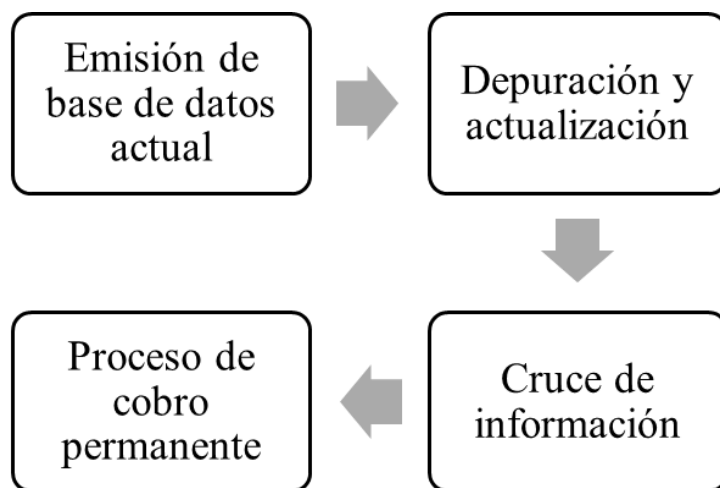 Emisión de
base de datos
actual
Depuración y
actualización
Cruce de
información
Proceso de
cobro
permanente